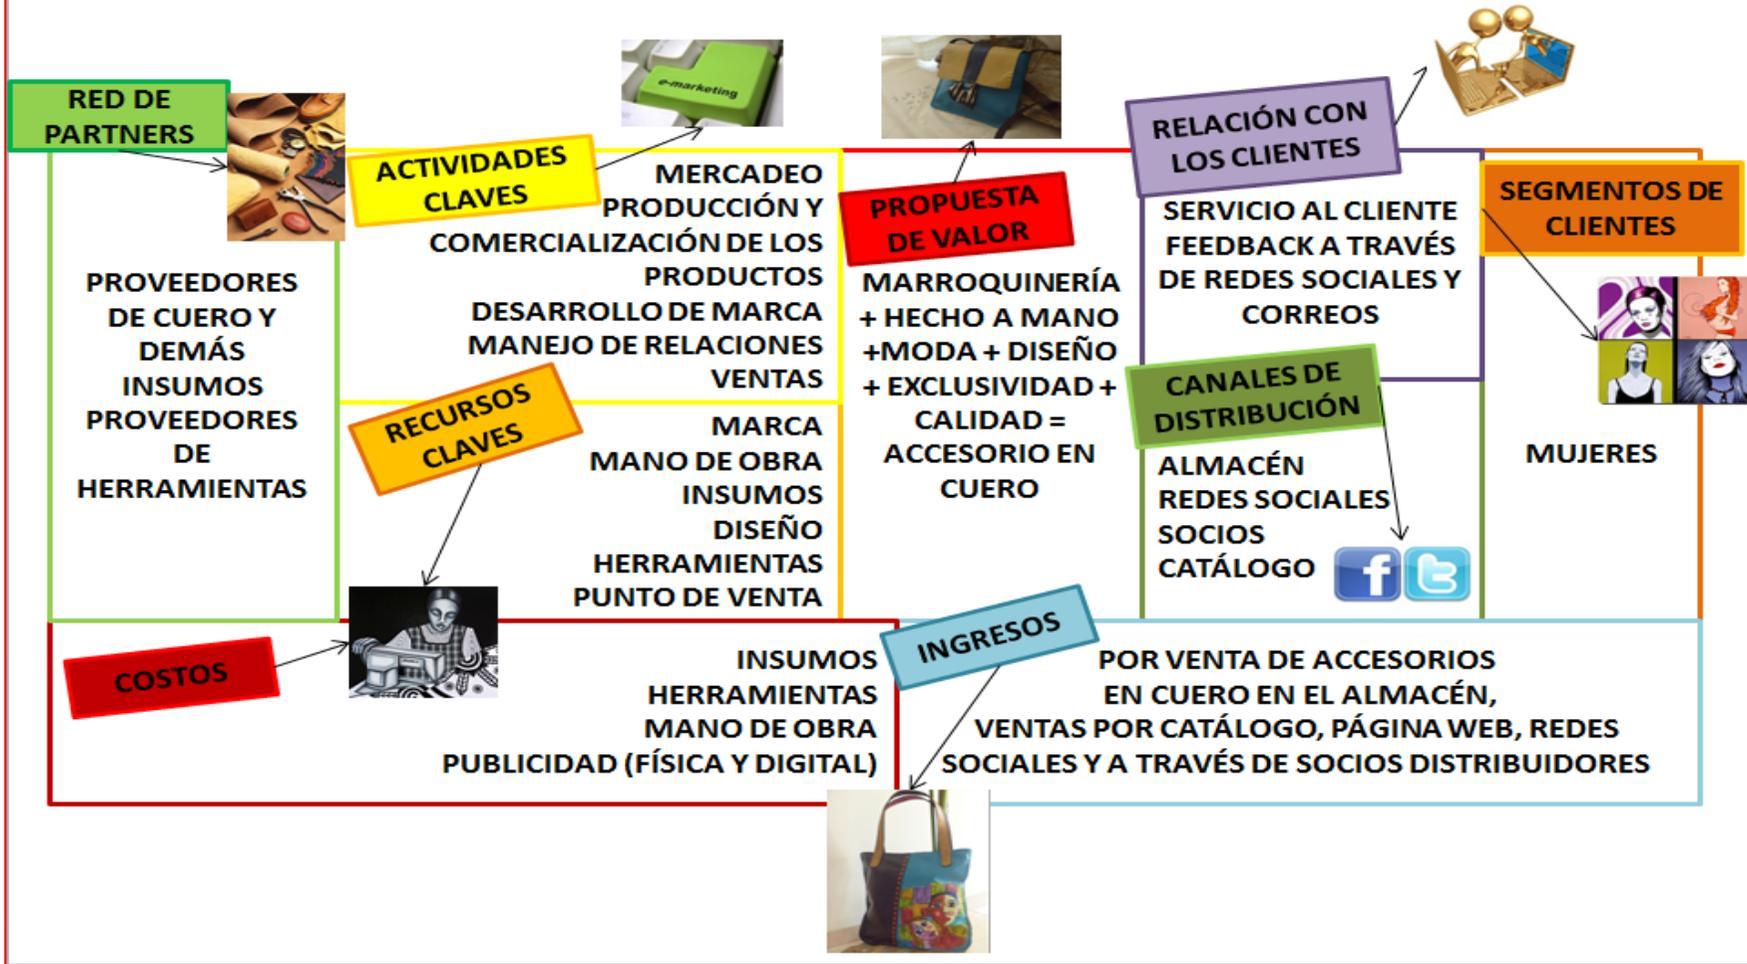 RED DE
PARTNERS
PROVEEDORES
DE CUERO Y
DEMÁS
INSUMOS
PROVEEDORES
DE
HERRAMIENTAS
e-marketing
ACTIVIDADES
CLAVES
MERCADEO
PRODUCCIÓN Y
COMERCIALIZACIÓN DE LOS
PRODUCTOS
DESARROLLO DE MARCA
MANEJO DE RELACIONES
VENTAS
RECURSOS
CLAVES
MARCA
MANO DE OBRA
INSUMOS
DISEÑO
HERRAMIENTAS
PUNTO DE VENTA
PROPUESTA
DE VALOR
MARROQUINERÍA
+ HECHO A MANO
+MODA + DISEÑO
+ EXCLUSIVIDAD +
CALIDAD =
ACCESORIO EN
CUERO
RELACIÓN CON
LOS CLIENTES
SERVICIO AL CLIENTE
FEEDBACK A TRAVÉS
DE REDES SOCIALES Y
CORREOS
CANALES DE
DISTRIBUCIÓN
ALMACÉN
REDES SOCIALES
SOCIOS
CATÁLOGO
SEGMENTOS DE
CLIENTES
MUJERES
COSTOS
INSUMOS
HERRAMIENTAS
MANO DE OBRA
PUBLICIDAD (FÍSICA Y DIGITAL)
INGRESOS
POR VENTA DE ACCESORIOS
EN CUERO EN EL ALMACÉN,
VENTAS POR CATÁLOGO, PÁGINA WEB, REDES
SOCIALES Y A TRAVÉS DE SOCIOS DISTRIBUIDORES